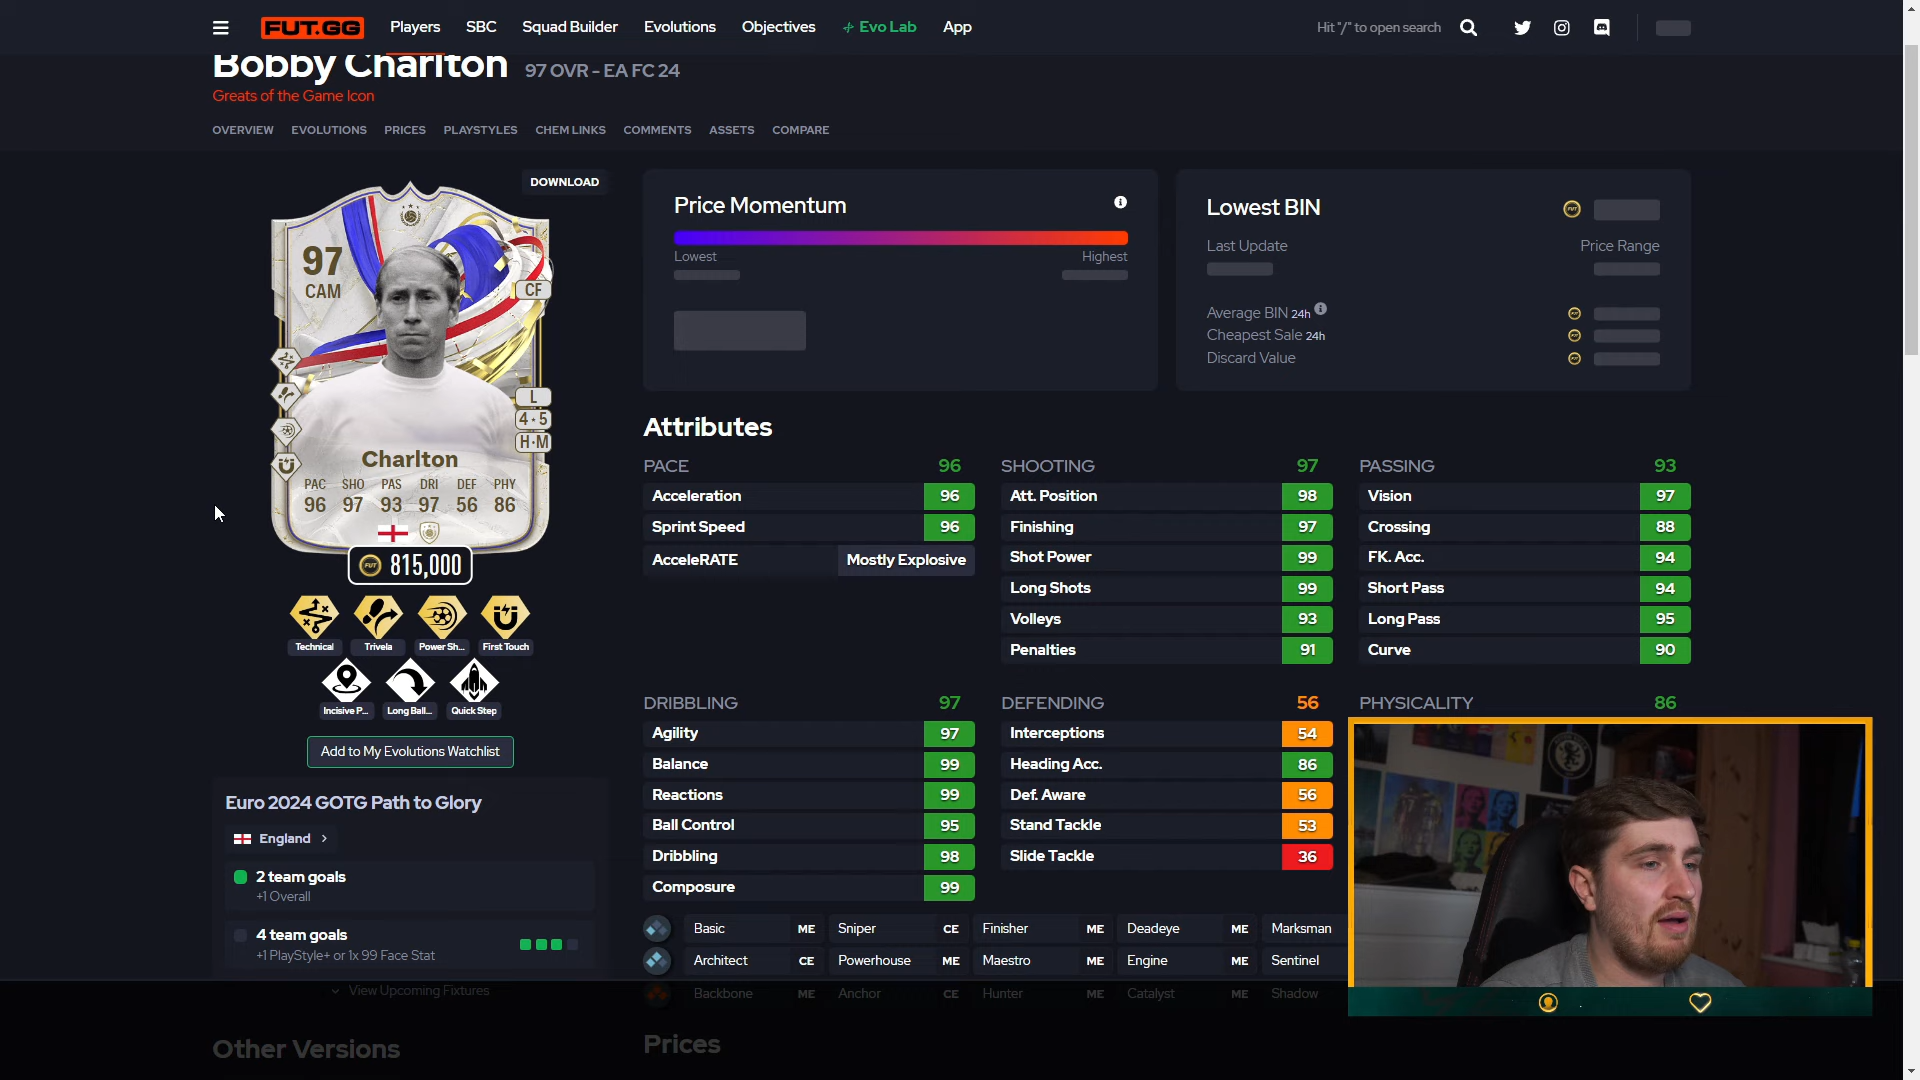 FUT.GG
Players
SBC
Squad Builder
Evolutions
Objectives
Evo Lab
App
Hit "/" to open search
Bobby Charlton
97 OVR - EA FC 24
Greats of the Game Icon
OVERVIEW
EVOLUTIONS
PRICES
PLAYSTYLES
CHEM LINKS
COMMENTS
ASSETS
COMPARE
DOWNLOAD
97
CAM
CF
L
4 · 5
H·M
Charlton
PAC SHO PAS DRI DEF PHY
96 97 93 97 56 86
FUT 815,000
Technical
Trivela
Power Sh...
First Touch
Incisive P...
Long Ball...
Quick Step
Add to My Evolutions Watchlist
Euro 2024 GOTG Path to Glory
England
2 team goals
+1 Overall
4 team goals
+1 PlayStyle+ or 1x 99 Face Stat
View Upcoming Fixtures
Other Versions
Price Momentum
Lowest
Highest
Lowest BIN
Last Update
Price Range
Average BIN 24h
Cheapest Sale 24h
Discard Value
Attributes
PACE 96
Acceleration 96
Sprint Speed 96
AcceleRATE Mostly Explosive
SHOOTING 97
Att. Position 98
Finishing 97
Shot Power 99
Long Shots 99
Volleys 93
Penalties 91
PASSING 93
Vision 97
Crossing 88
FK. Acc. 94
Short Pass 94
Long Pass 95
Curve 90
DRIBBLING 97
Agility 97
Balance 99
Reactions 99
Ball Control 95
Dribbling 98
Composure 99
DEFENDING 56
Interceptions 54
Heading Acc. 86
Def. Aware 56
Stand Tackle 53
Slide Tackle 36
PHYSICALITY 86
Basic ME Sniper CE Finisher ME Deadeye ME Marksman
Architect CE Powerhouse ME Maestro ME Engine ME Sentinel
Backbone ME Anchor CE Hunter ME Catalyst ME Shadow
Prices